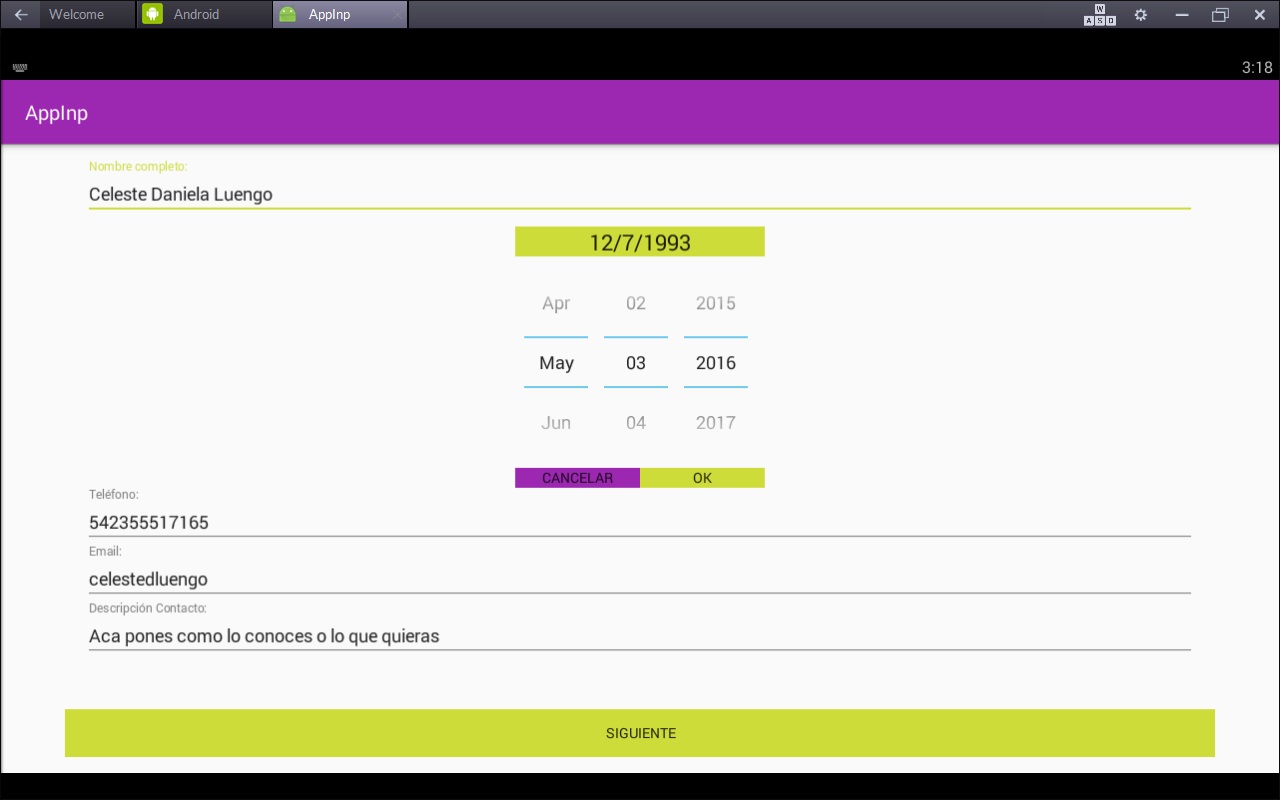 Welcome Android AppInp
W
A S D
3:18
AppInp
Nombre completo:
Celeste Daniela Luengo
12/7/1993
Apr 02 2015
May 03 2016
Jun 04 2017
CANCELAR OK
Teléfono:
542355517165
Email:
celestedluengo
Descripción Contacto:
Aca pones como lo conoces o lo que quieras
SIGUIENTE